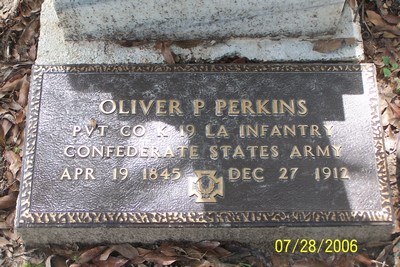 OLIVER P PERKINS
PVT CO K 19 LA INFANTRY
CONFEDERATE STATES ARMY
APR 19 1845 DEC 27 1912
07/28/2006